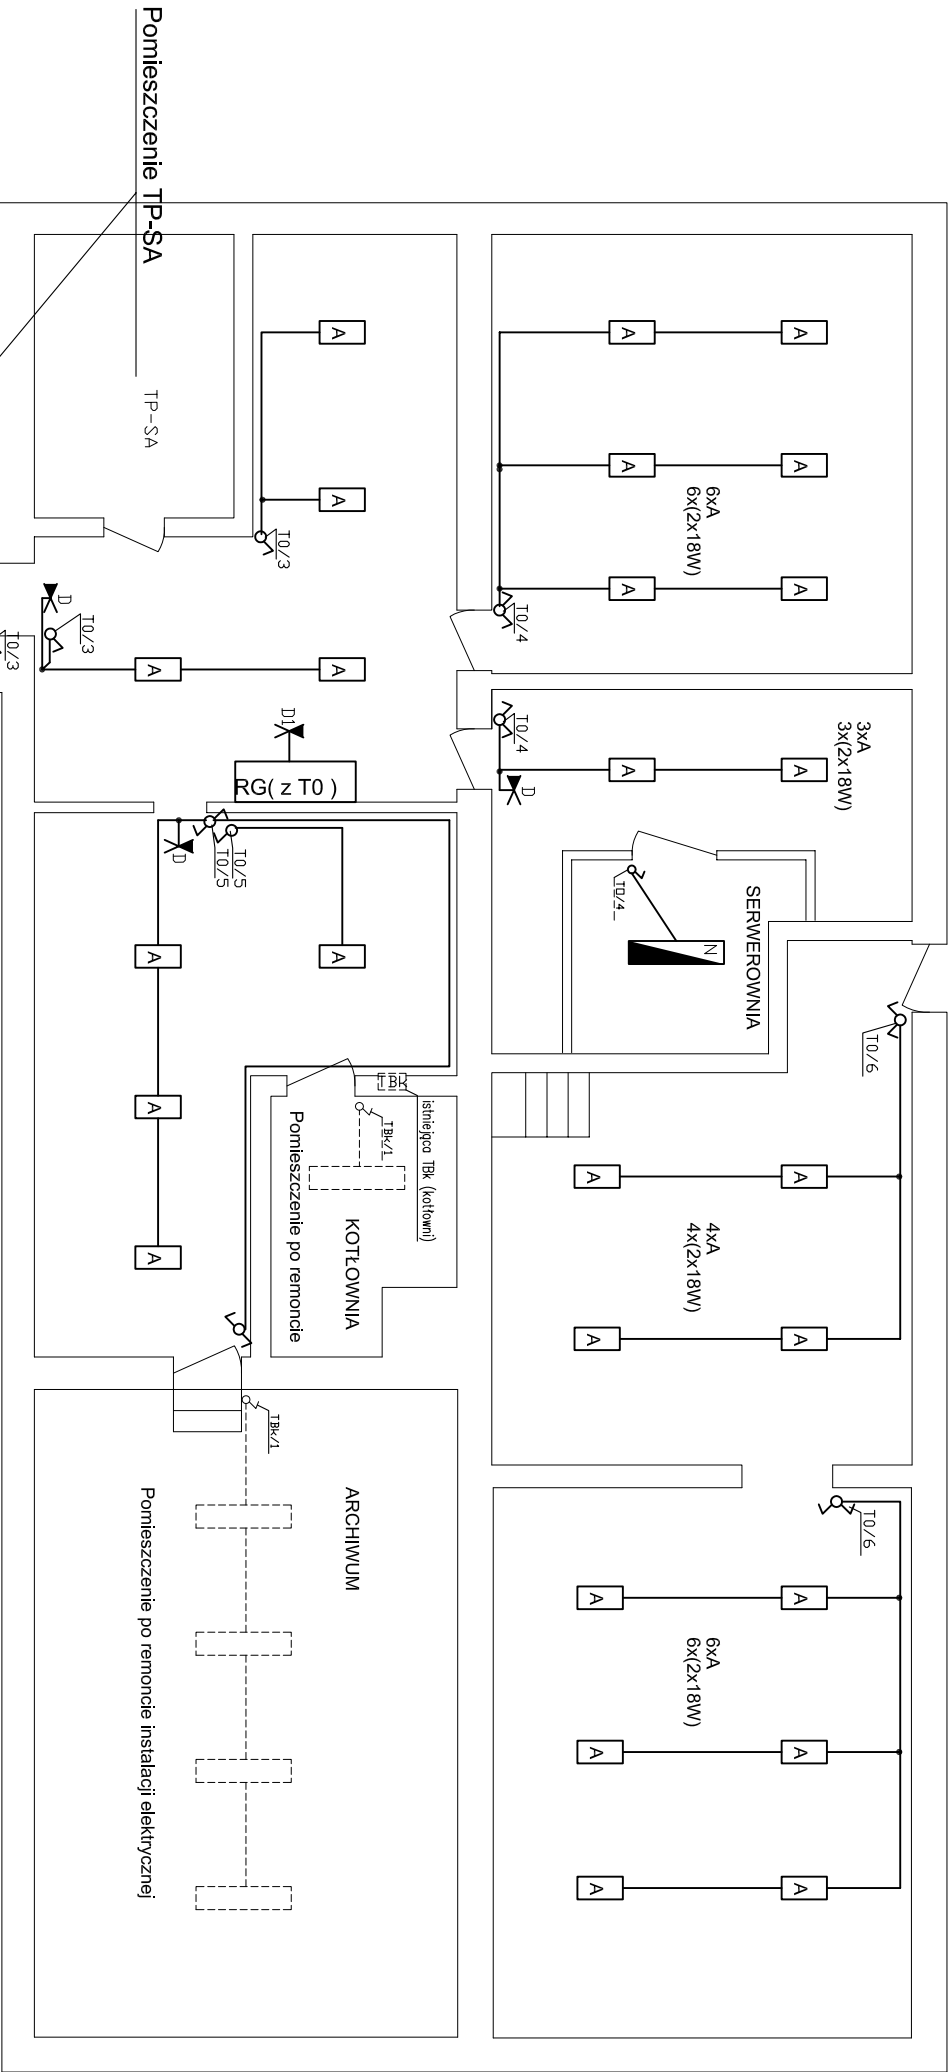 Pomieszczenie TP-SA
TP-SA
A
A
T0/3
A
A
A
A
A
A
6xA
6x(2x18W)
T0/4
D
T0/3
T0/3
A
A
D1
RG( z T0 )
T0/4
D
A
A
3xA
3x(2x18W)
SERWEROWNIA
T0/4
N
D
T0/5
T0/5
A
A
A
A
TBK
istniejąca TBk (kotłowni)
TBk/1
KOTŁOWNIA
Pomieszczenie po remoncie
T0/6
A
A
A
A
4xA
4x(2x18W)
TBk/1
ARCHIWUM
Pomieszczenie po remoncie instalacji elektrycznej
T0/6
A
A
A
A
A
A
6xA
6x(2x18W)